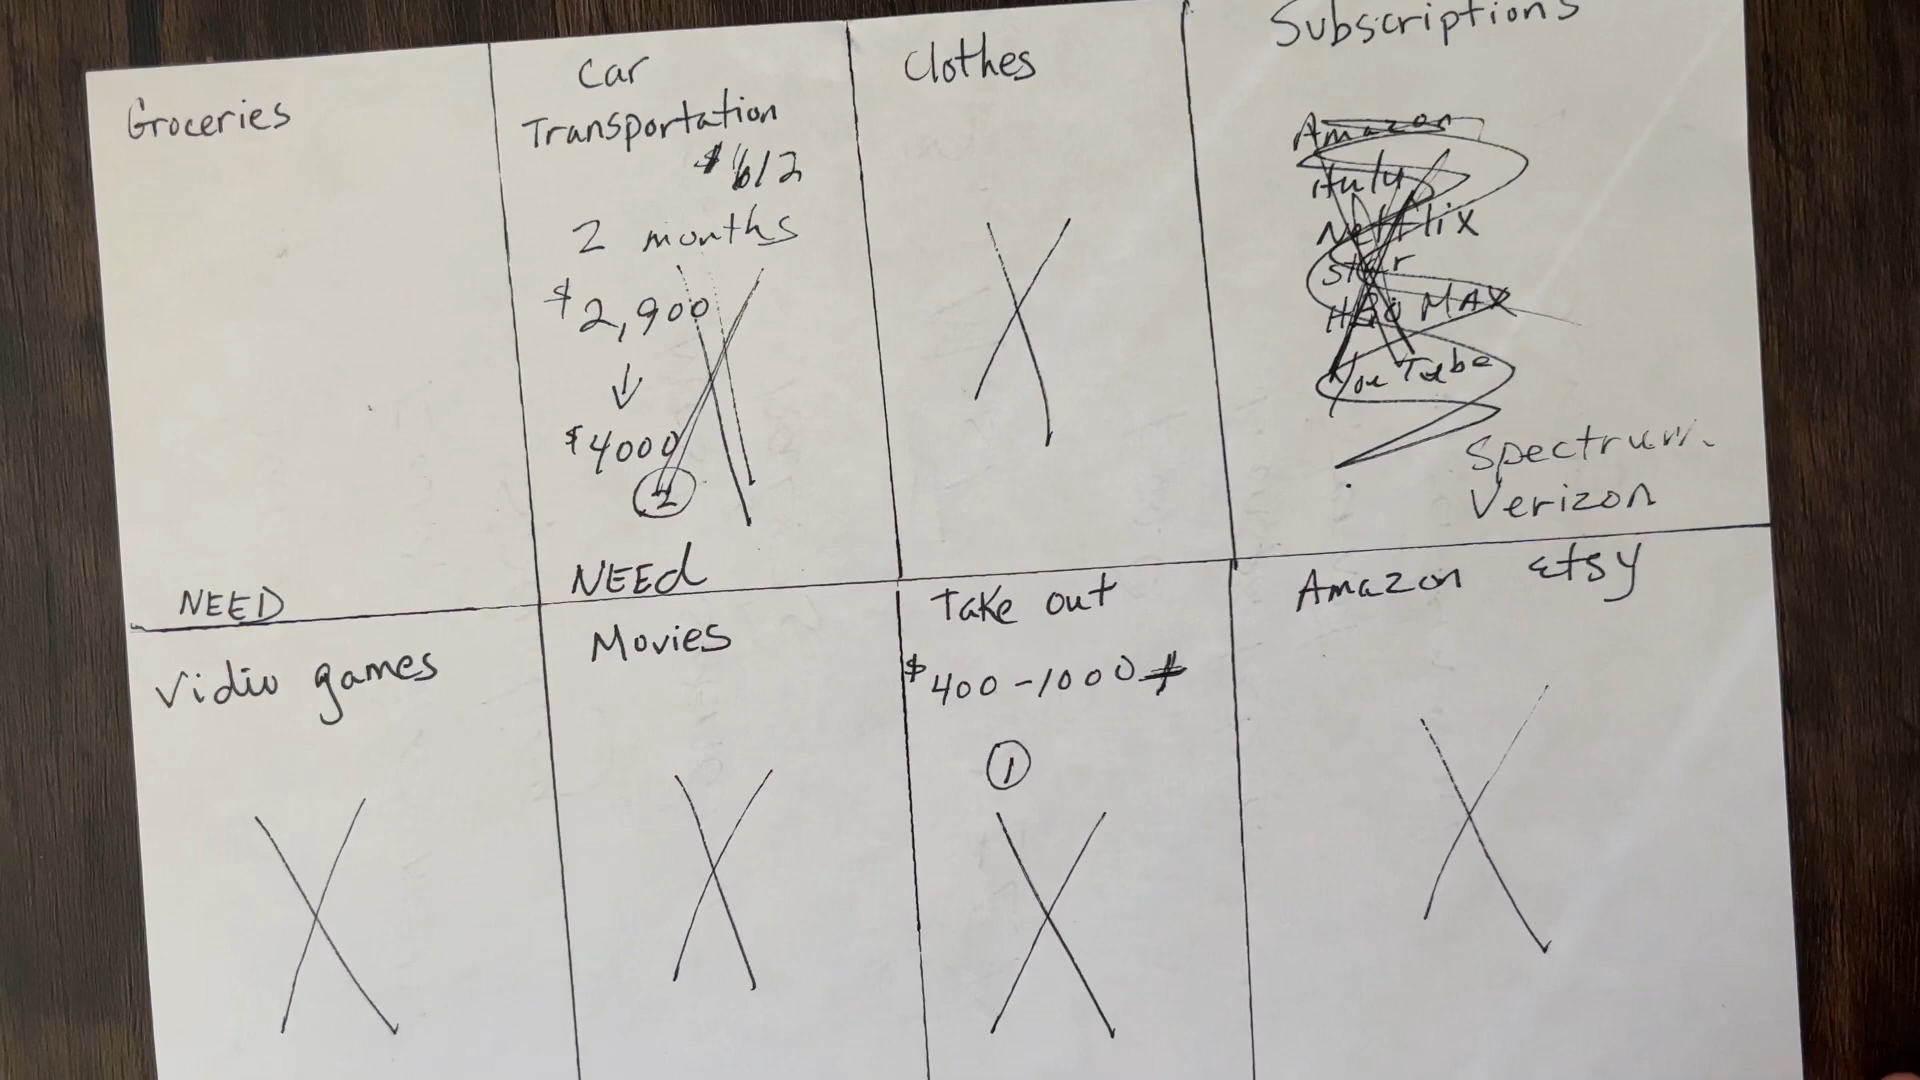 Groceries
NEED
Car
Transportation
$612
2 months
$2,900
$4000
2
NEEd
Clothes
Subscriptions
Amazon
Hulu
Netflix
Star
HBO MAX
YouTube
Spectrum
Verizon
Vidio games
Movies
Take out
$400-1000
1
Amazon Etsy